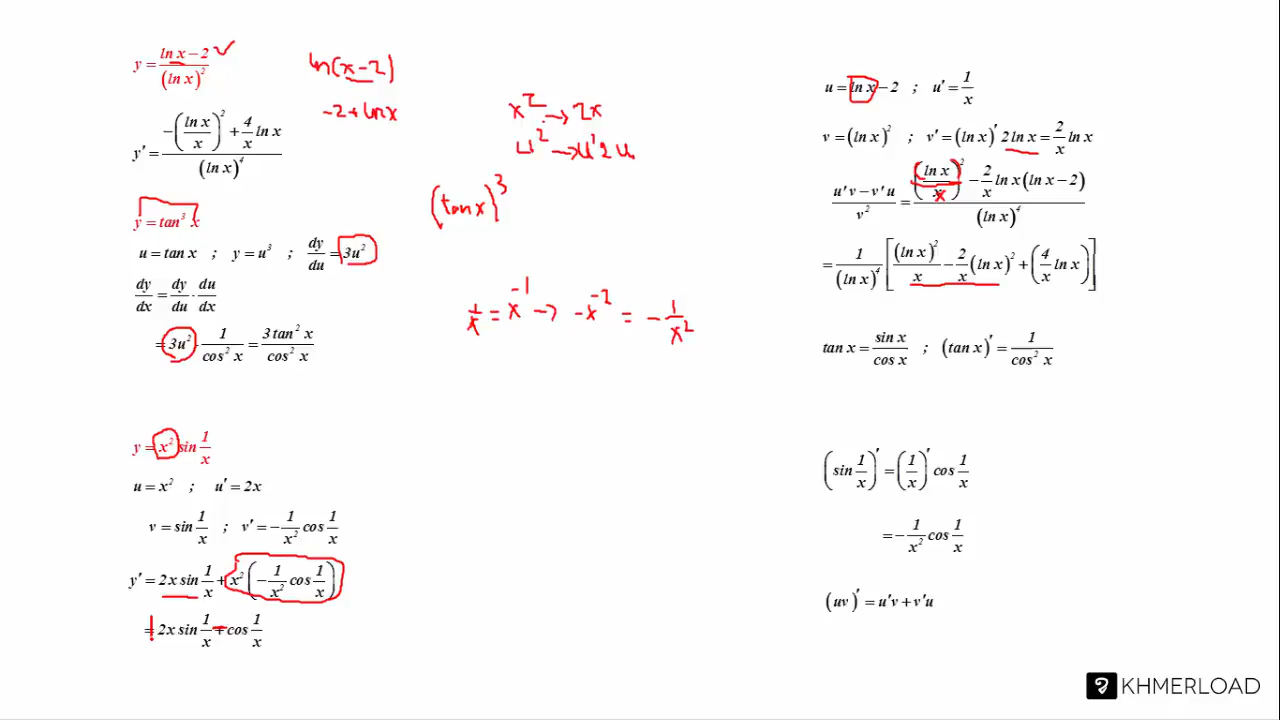 y = (ln x − 2)/(ln x)² ✓
ln(x−2)
−2 + ln x
y′ = (−(ln x/x)² + (4/x) ln x)/(ln x)⁴
x² → 2x
u² → u′2u
y = tan³ x
(tan x)³
u = tan x ; y = u³ ; dy/du = 3u²
dy/dx = dy/du · du/dx
= 3u² · 1/cos² x = 3 tan² x/cos² x
1/x = x⁻¹ → −x⁻² = −1/x²
y = x² sin 1/x
u = x² ; u′ = 2x
v = sin 1/x ; v′ = −1/x² cos 1/x
y′ = 2x sin 1/x + x² (−1/x² cos 1/x)
= 2x sin 1/x − cos 1/x
u = ln x − 2 ; u′ = 1/x
v = (ln x)² ; v′ = (ln x)′ 2 ln x = 2/x ln x
(u′v − v′u)/v² = ((ln x/x)² − 2/x ln x (ln x − 2))/(ln x)⁴
= 1/(ln x)⁴ [(ln x)²/x − 2/x (ln x)² + (4/x ln x)]
tan x = sin x/cos x ; (tan x)′ = 1/cos² x
(sin 1/x)′ = (1/x)′ cos 1/x
= −1/x² cos 1/x
(uv)′ = u′v + v′u
KHMERLOAD